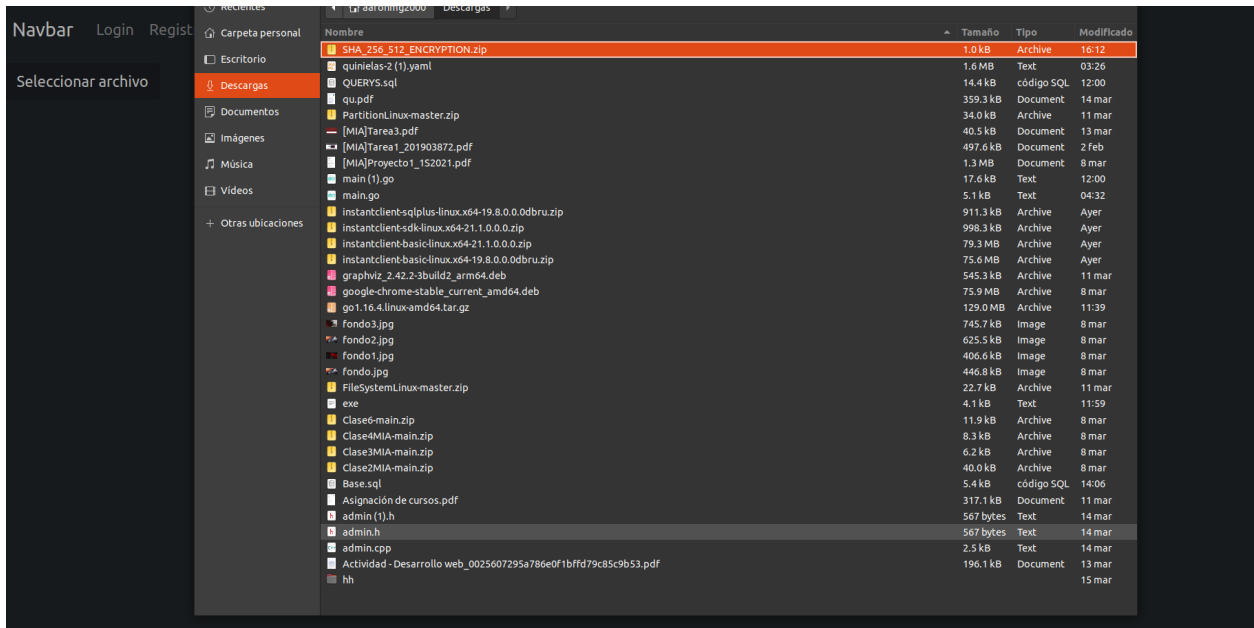 Navbar Login Regist
Seleccionar archivo
Recientes
Carpeta personal
Escritorio
Descargas
Documentos
Imágenes
Música
Vídeos
+ Otras ubicaciones
aaronmg2000 Descargas
Nombre Tamaño Tipo Modificado
SHA_256_512_ENCRYPTION.zip 1.0 kB Archive 16:12
quinielas-2 (1).yaml 1.6 MB Text 03:26
QUERYS.sql 14.4 kB código SQL 12:00
qu.pdf 359.3 kB Document 14 mar
PartitionLinux-master.zip 34.0 kB Archive 11 mar
[MIA]Tarea3.pdf 40.5 kB Document 13 mar
[MIA]Tarea1_201903872.pdf 497.6 kB Document 2 feb
[MIA]Proyecto1_1S2021.pdf 1.3 MB Document 8 mar
main (1).go 17.6 kB Text 12:00
main.go 5.1 kB Text 04:32
instantclient-sqlplus-linux.x64-19.8.0.0.0dbru.zip 911.3 kB Archive Ayer
instantclient-sdk-linux.x64-21.1.0.0.0.zip 998.3 kB Archive Ayer
instantclient-basic-linux.x64-21.1.0.0.0.zip 79.3 MB Archive Ayer
instantclient-basic-linux.x64-19.8.0.0.0dbru.zip 75.6 MB Archive Ayer
graphviz_2.42.2-3build2_arm64.deb 545.3 kB Archive 11 mar
google-chrome-stable_current_amd64.deb 75.9 MB Archive 8 mar
go1.16.4.linux-amd64.tar.gz 129.0 MB Archive 11:39
fondo3.jpg 745.7 kB Image 8 mar
fondo2.jpg 625.5 kB Image 8 mar
fondo1.jpg 406.6 kB Image 8 mar
fondo.jpg 446.8 kB Image 8 mar
FileSystemLinux-master.zip 22.7 kB Archive 11 mar
exe 4.1 kB Text 11:59
Clase6-main.zip 11.9 kB Archive 8 mar
Clase4MIA-main.zip 8.3 kB Archive 8 mar
Clase3MIA-main.zip 6.2 kB Archive 8 mar
Clase2MIA-main.zip 40.0 kB Archive 8 mar
Base.sql 5.4 kB código SQL 14:06
Asignación de cursos.pdf 317.1 kB Document 11 mar
admin (1).h 567 bytes Text 14 mar
admin.h 567 bytes Text 14 mar
admin.cpp 2.5 kB Text 14 mar
Actividad - Desarrollo web_0025607295a786e0f1bffd79c85c9b53.pdf 196.1 kB Document 13 mar
hh 15 mar